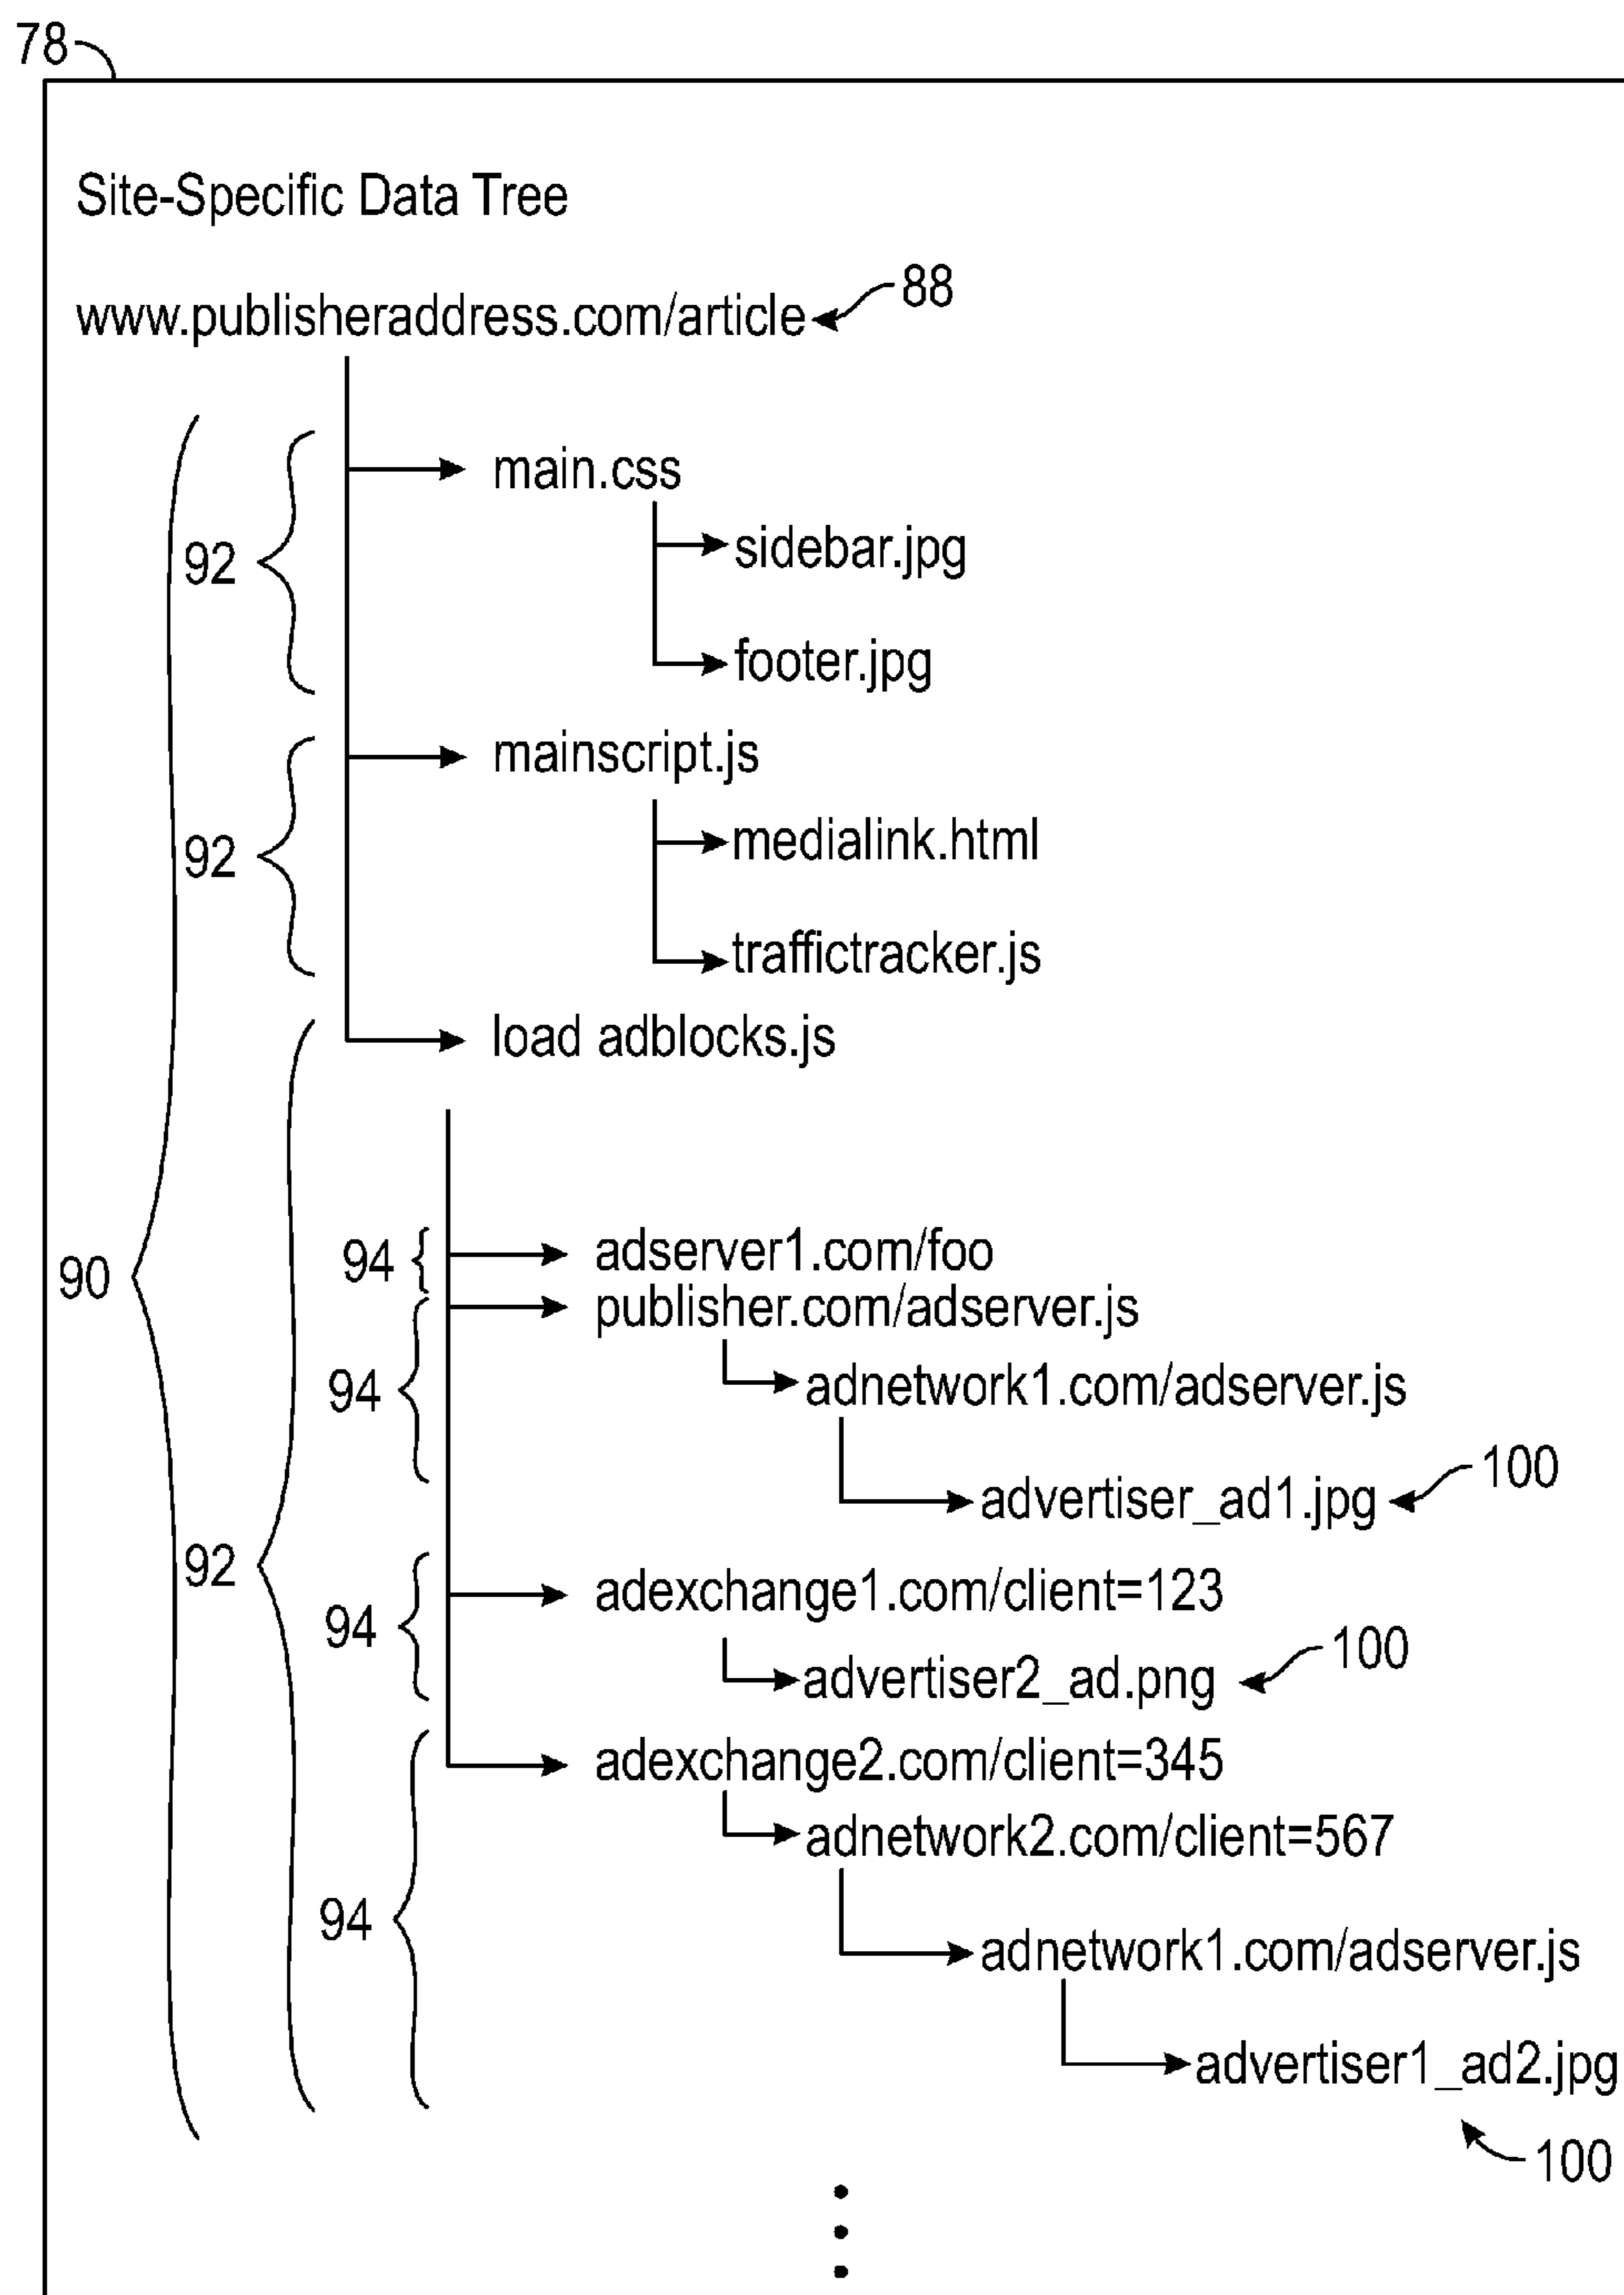 78
Site-Specific Data Tree
www.publisheraddress.com/article 88
main.css
92 sidebar.jpg
footer.jpg
mainscript.js
92 medialink.html
traffictracker.js
load adblocks.js
94 adserver1.com/foo
90 publisher.com/adserver.js
94 adnetwork1.com/adserver.js
advertiser_ad1.jpg 100
92 adexchange1.com/client=123
94 advertiser2_ad.png 100
adexchange2.com/client=345
adnetwork2.com/client=567
94 adnetwork1.com/adserver.js
advertiser1_ad2.jpg
100